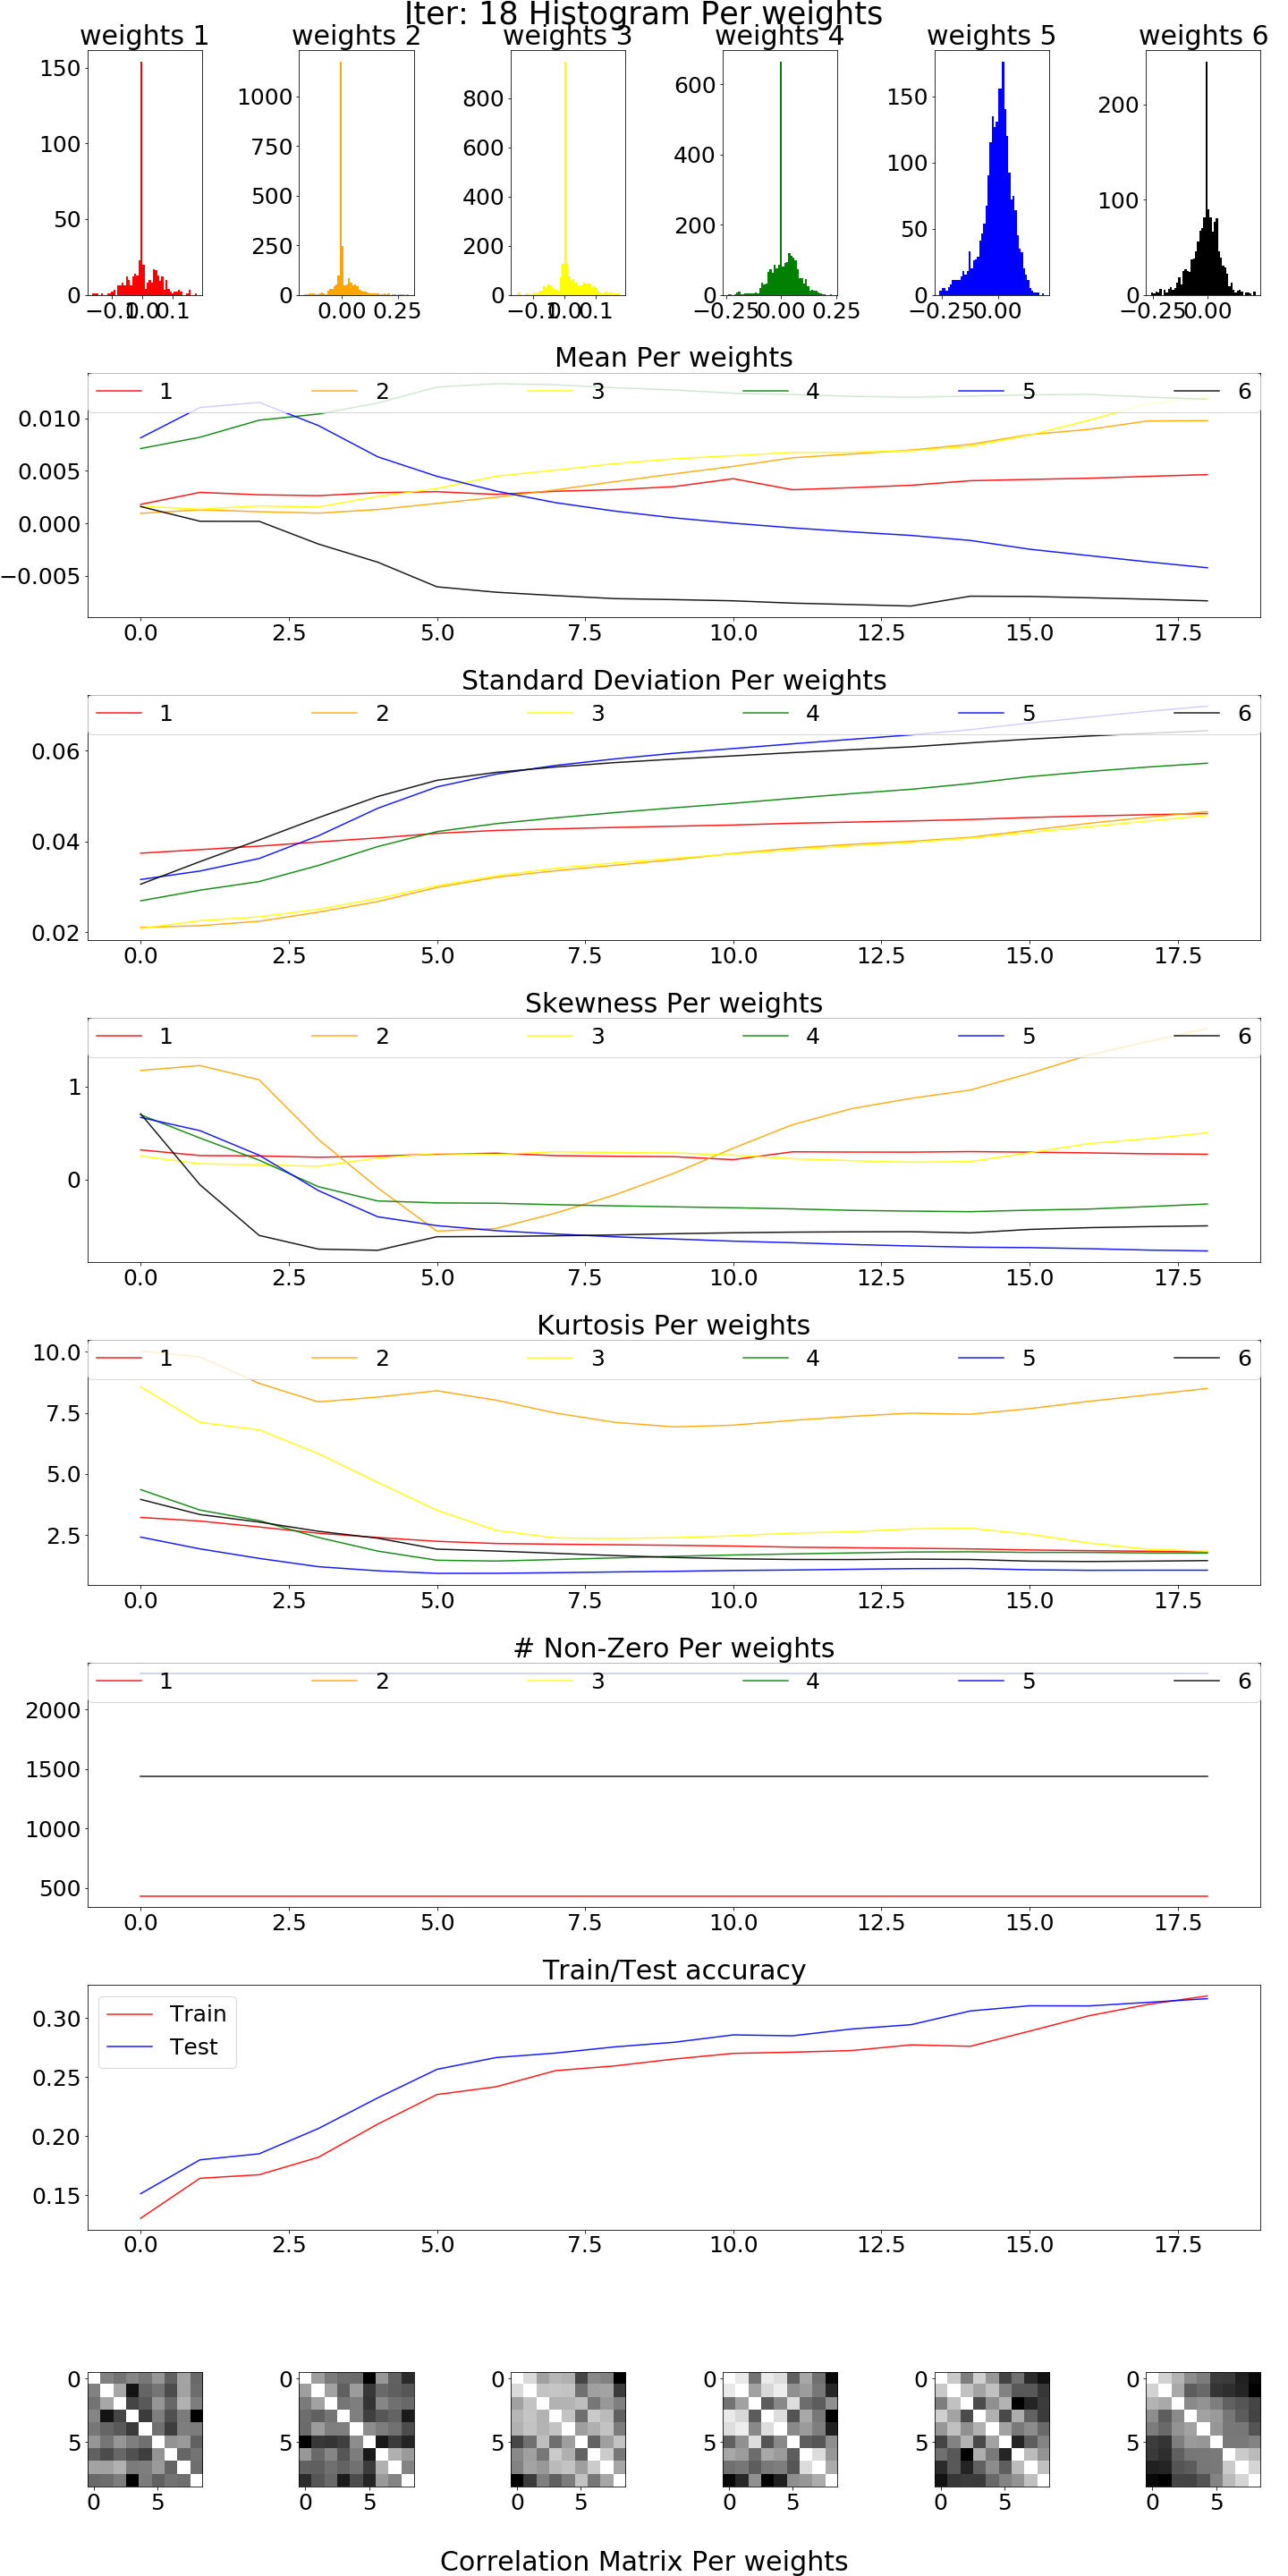 Iter: 18 Histogram Per weights
weights 1 weights 2 weights 3 weights 4 weights 5 weights 6
150 100 50 0
1000 750 500 250 0
800 600 400 200 0
600 400 200 0
150 100 50 0
200 100 0
0.00 0.25
−0.25 0.00 0.25
−0.25 0.00
−0.25 0.00
Mean Per weights
1 2 3 4 5 6
0.010
0.005
0.000
−0.005
0.0 2.5 5.0 7.5 10.0 12.5 15.0 17.5
Standard Deviation Per weights
1 2 3 4 5 6
0.06
0.04
0.02
0.0 2.5 5.0 7.5 10.0 12.5 15.0 17.5
Skewness Per weights
1 2 3 4 5 6
1
0
0.0 2.5 5.0 7.5 10.0 12.5 15.0 17.5
Kurtosis Per weights
1 2 3 4 5 6
10.0
7.5
5.0
2.5
0.0 2.5 5.0 7.5 10.0 12.5 15.0 17.5
# Non-Zero Per weights
1 2 3 4 5 6
2000
1500
1000
500
0.0 2.5 5.0 7.5 10.0 12.5 15.0 17.5
Train/Test accuracy
Train
Test
0.30
0.25
0.20
0.15
0.0 2.5 5.0 7.5 10.0 12.5 15.0 17.5
0 0 0 0 0 0
5 5 5 5 5 5
0 5 0 5 0 5 0 5 0 5 0 5
Correlation Matrix Per weights